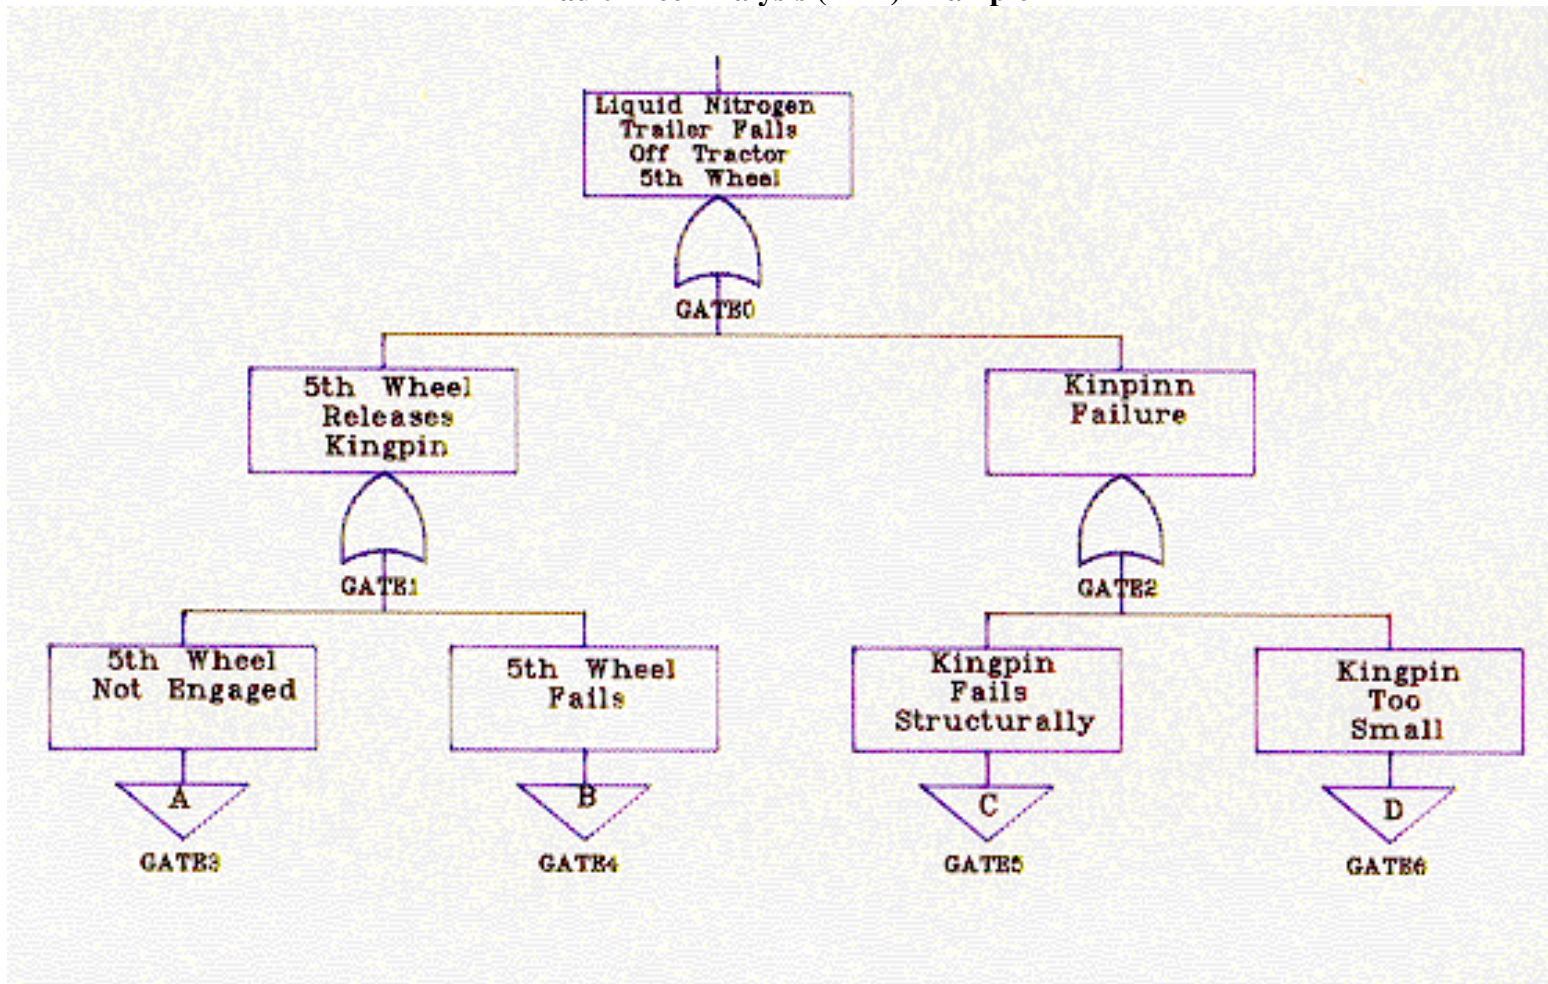 Liquid Nitrogen
Trailer Falls
Off Tractor
5th Wheel
GATE0
5th Wheel
Releases
Kingpin
Kinpinn
Failure
GATE1
GATE2
5th Wheel
Not Engaged
5th Wheel
Fails
Kingpin
Fails
Structurally
Kingpin
Too
Small
A
B
C
D
GATE3
GATE4
GATE5
GATE6